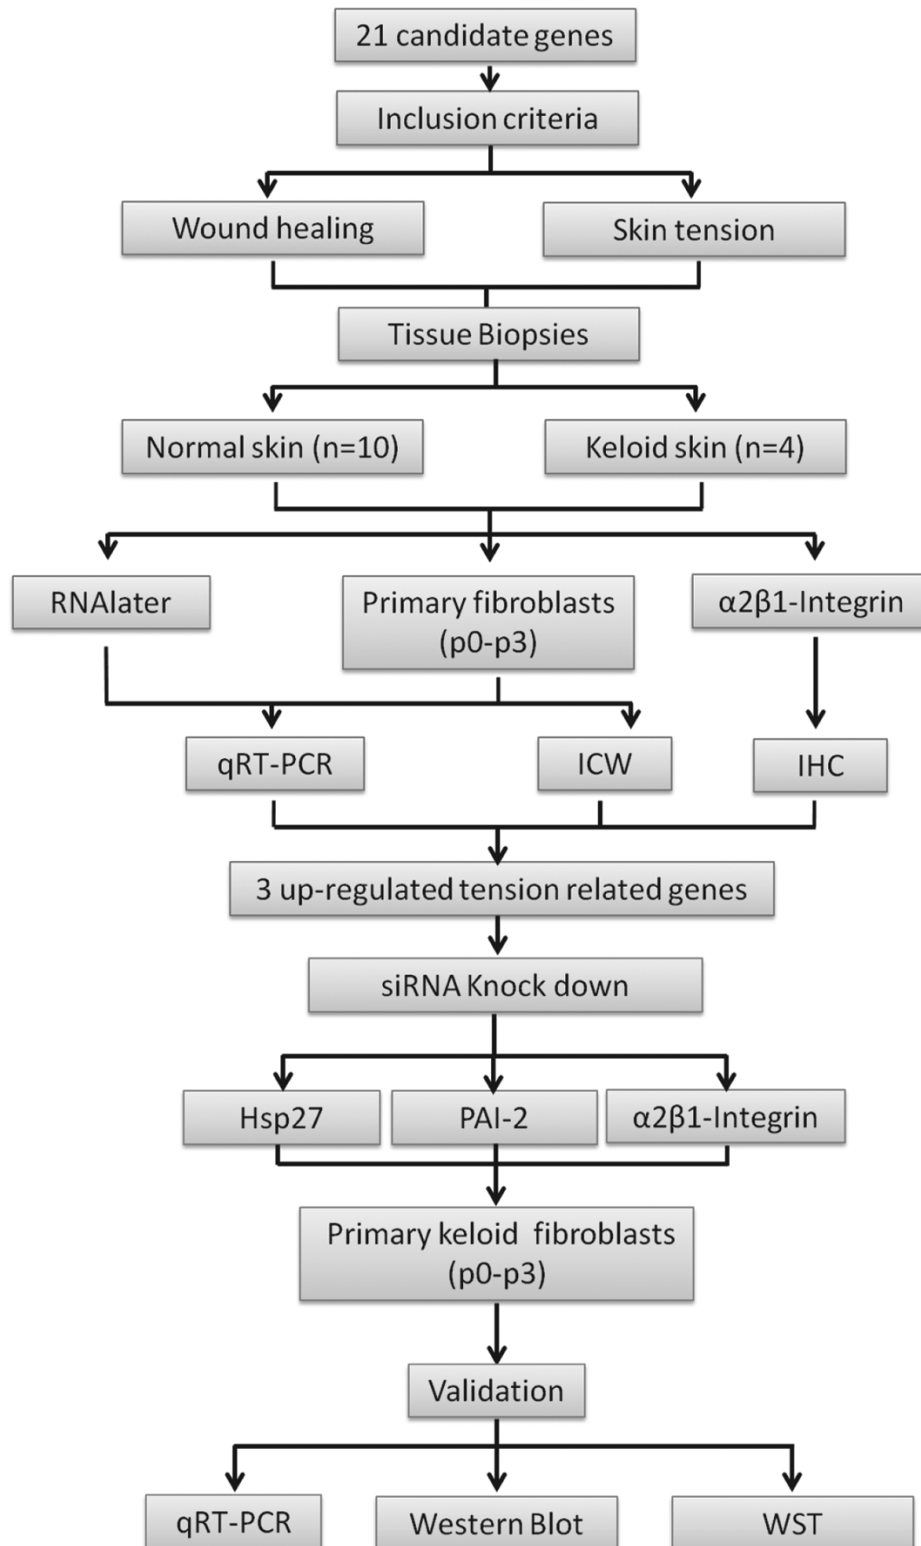 21 candidate genes
Inclusion criteria
Wound healing
Skin tension
Tissue Biopsies
Normal skin (n=10)
Keloid skin (n=4)
RNAlater
Primary fibroblasts
(p0-p3)
α2β1-Integrin
qRT-PCR
ICW
IHC
3 up-regulated tension related genes
siRNA Knock down
Hsp27
PAI-2
α2β1-Integrin
Primary keloid fibroblasts
(p0-p3)
Validation
qRT-PCR
Western Blot
WST